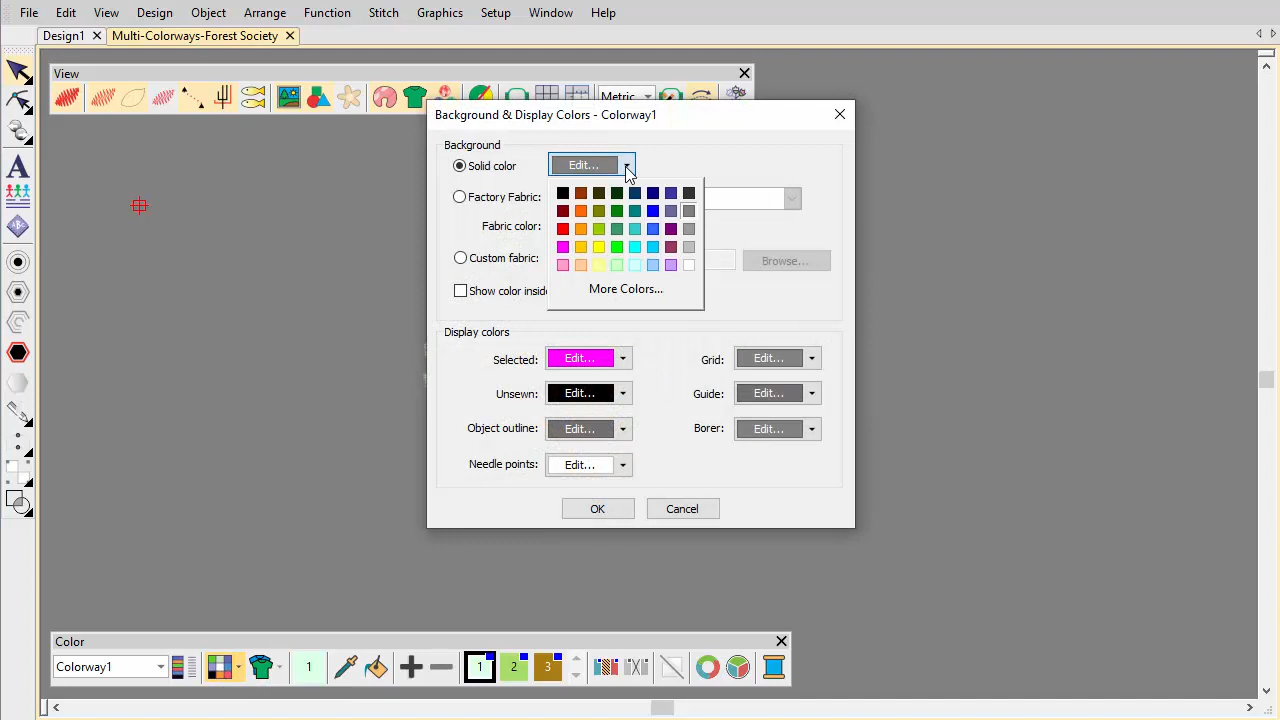 File Edit View Design Object Arrange Function Stitch Graphics Setup Window Help
Design1 Multi-Colorways-Forest Society
View
Metric
Background & Display Colors - Colorway1
Background
Solid color Edit...
Factory Fabric:
Fabric color:
Custom fabric: Browse...
Show color inside
More Colors...
Display colors
Selected: Edit... Grid: Edit...
Unsewn: Edit... Guide: Edit...
Object outline: Edit... Borer: Edit...
Needle points: Edit...
OK Cancel
Color
Colorway1 1 1 2 3